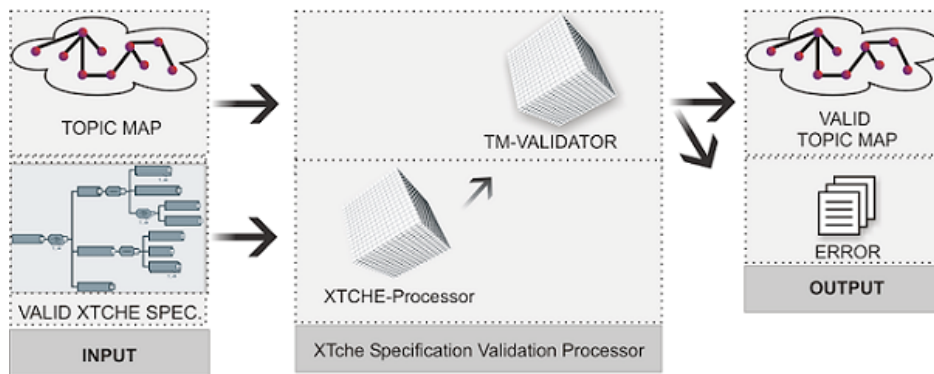 TOPIC MAP
VALID XTCHE SPEC.
INPUT
TM-VALIDATOR
XTCHE-Processor
XTche Specification Validation Processor
VALID
TOPIC MAP
ERROR
OUTPUT